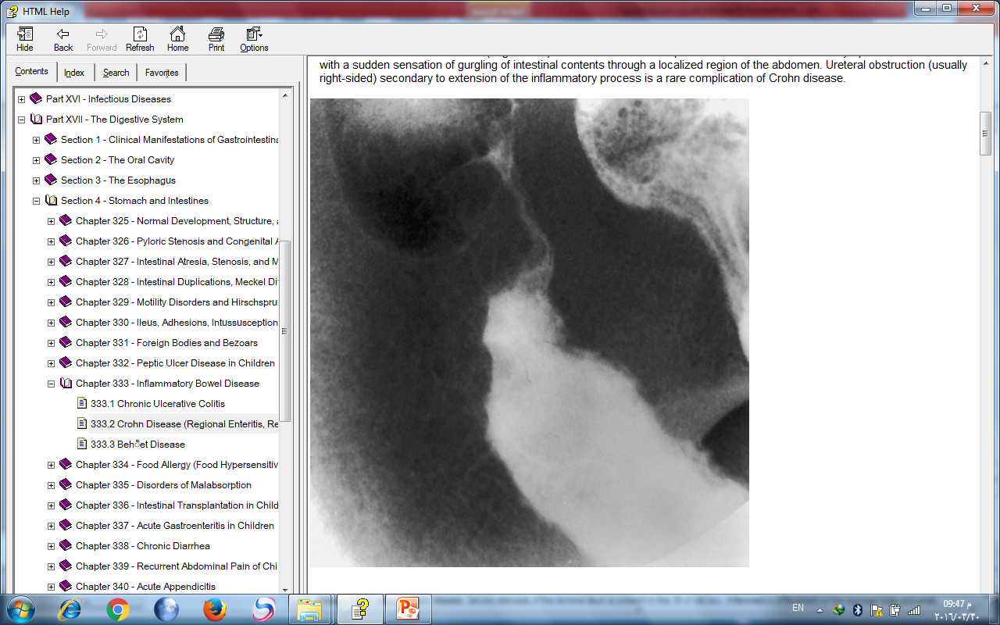 HTML Help
Hide Back Forward Refresh Home Print Options
Contents Index Search Favorites
Part XVI - Infectious Diseases
Part XVII - The Digestive System
Section 1 - Clinical Manifestations of Gastrointestina
Section 2 - The Oral Cavity
Section 3 - The Esophagus
Section 4 - Stomach and Intestines
Chapter 325 - Normal Development, Structure, a
Chapter 326 - Pyloric Stenosis and Congenital A
Chapter 327 - Intestinal Atresia, Stenosis, and M
Chapter 328 - Intestinal Duplications, Meckel Di
Chapter 329 - Motility Disorders and Hirschspru
Chapter 330 - Ileus, Adhesions, Intussusception
Chapter 331 - Foreign Bodies and Bezoars
Chapter 332 - Peptic Ulcer Disease in Children
Chapter 333 - Inflammatory Bowel Disease
333.1 Chronic Ulcerative Colitis
333.2 Crohn Disease (Regional Enteritis, Re
333.3 Disease
Chapter 334 - Food Allergy (Food Hypersensitiv
Chapter 335 - Disorders of Malabsorption
Chapter 336 - Intestinal Transplantation in Child
Chapter 337 - Acute Gastroenteritis in Children
Chapter 338 - Chronic Diarrhea
Chapter 339 - Recurrent Abdominal Pain of Chi
Chapter 340 - Acute Appendicitis
with a sudden sensation of gurgling of intestinal contents through a localized region of the abdomen. Ureteral obstruction (usually
right-sided) secondary to extension of the inflammatory process is a rare complication of Crohn disease.
EN
09:47 م
٢٠١٦/٠٣/٣٠